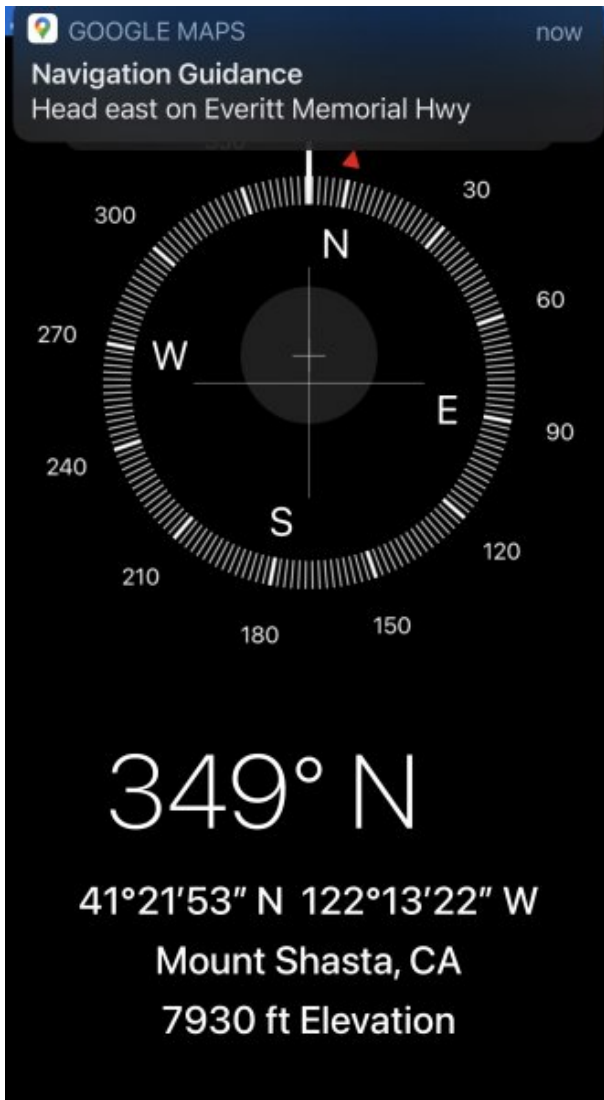 GOOGLE MAPS now
Navigation Guidance
Head east on Everitt Memorial Hwy
30
300
N
60
270
W
E
90
240
S
120
210
150
180
349° N
41°21′53″ N 122°13′22″ W
Mount Shasta, CA
7930 ft Elevation